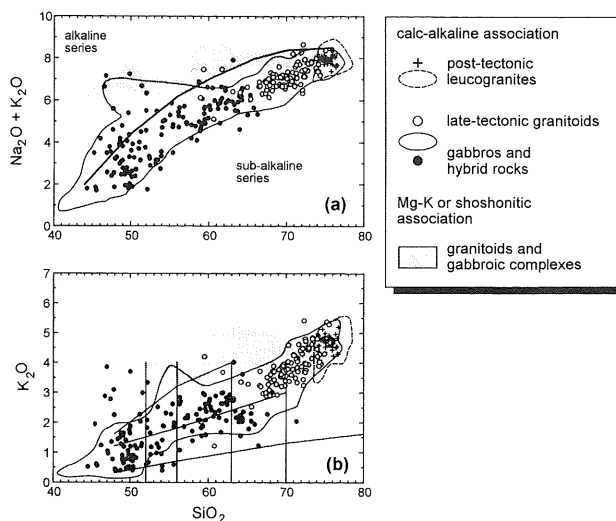 10
8
6
4
2
0
Na₂O + K₂O
alkaline
series
sub-alkaline
series
(a)
40 50 60 70 80
7
6
5
4
3
2
1
0
K₂O
(b)
40 50 60 70 80
SiO₂
calc-alkaline association
post-tectonic
leucogranites
late-tectonic granitoids
gabbros and
hybrid rocks
Mg-K or shoshonitic
association
granitoids and
gabbroic complexes